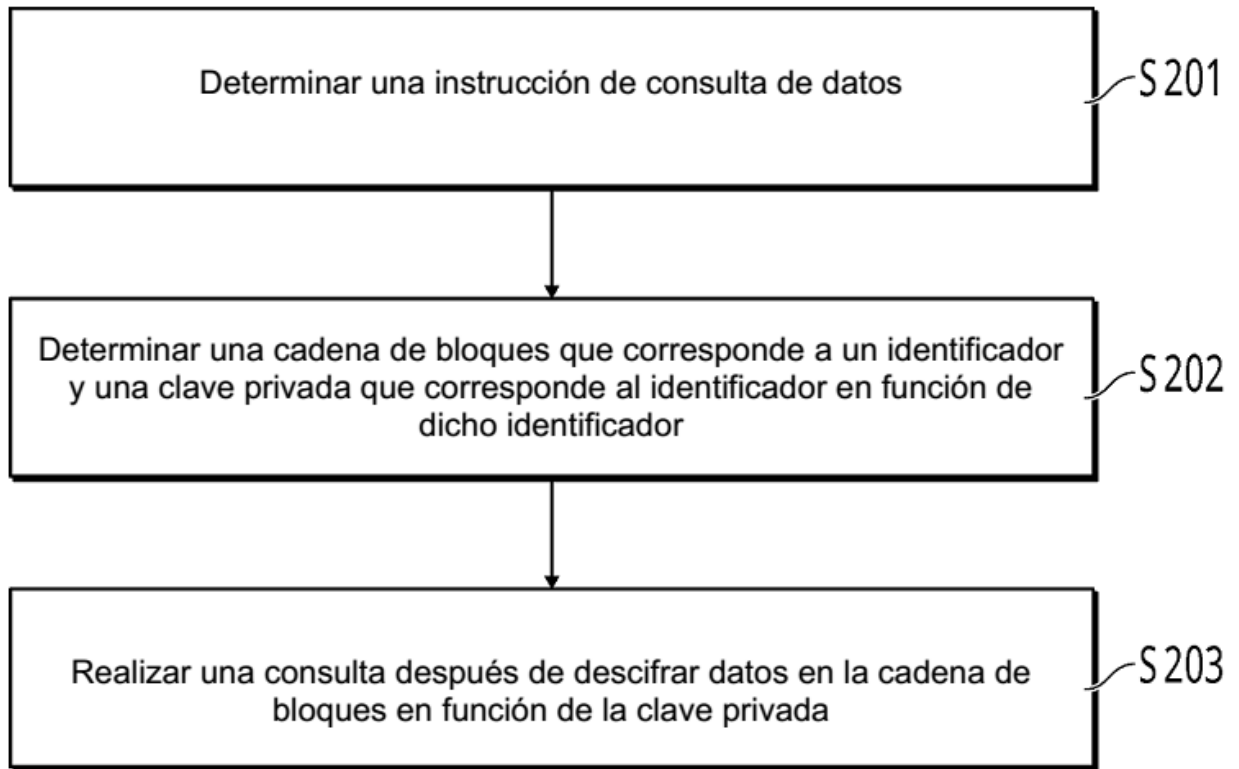 Determinar una instrucción de consulta de datos
S201
Determinar una cadena de bloques que corresponde a un identificador
y una clave privada que corresponde al identificador en función de
dicho identificador
S202
Realizar una consulta después de descifrar datos en la cadena de
bloques en función de la clave privada
S203